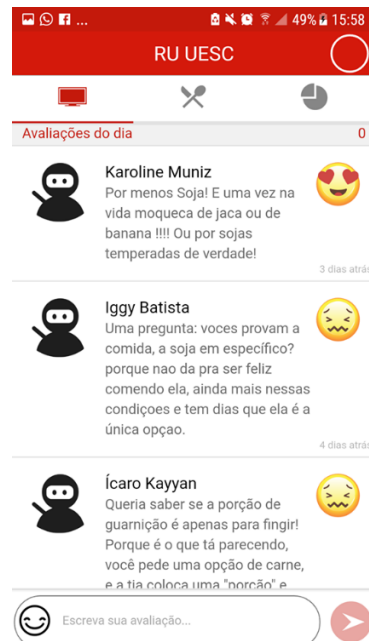 ... 49% 15:58
RU UESC
Avaliações do dia 0
Karoline Muniz
Por menos Soja! E uma vez na
vida moqueca de jaca ou de
banana !!!! Ou por sojas
temperadas de verdade!
3 dias atrás
Iggy Batista
Uma pergunta: voces provam a
comida, a soja em específico?
porque nao da pra ser feliz
comendo ela, ainda mais nessas
condiçoes e tem dias que ela é a
única opçao.
4 dias atrás
Ícaro Kayyan
Queria saber se a porção de
guarnição é apenas para fingir!
Porque é o que tá parecendo,
você pede uma opção de carne,
e a tia coloca uma "porção" e
Escreva sua avaliação...